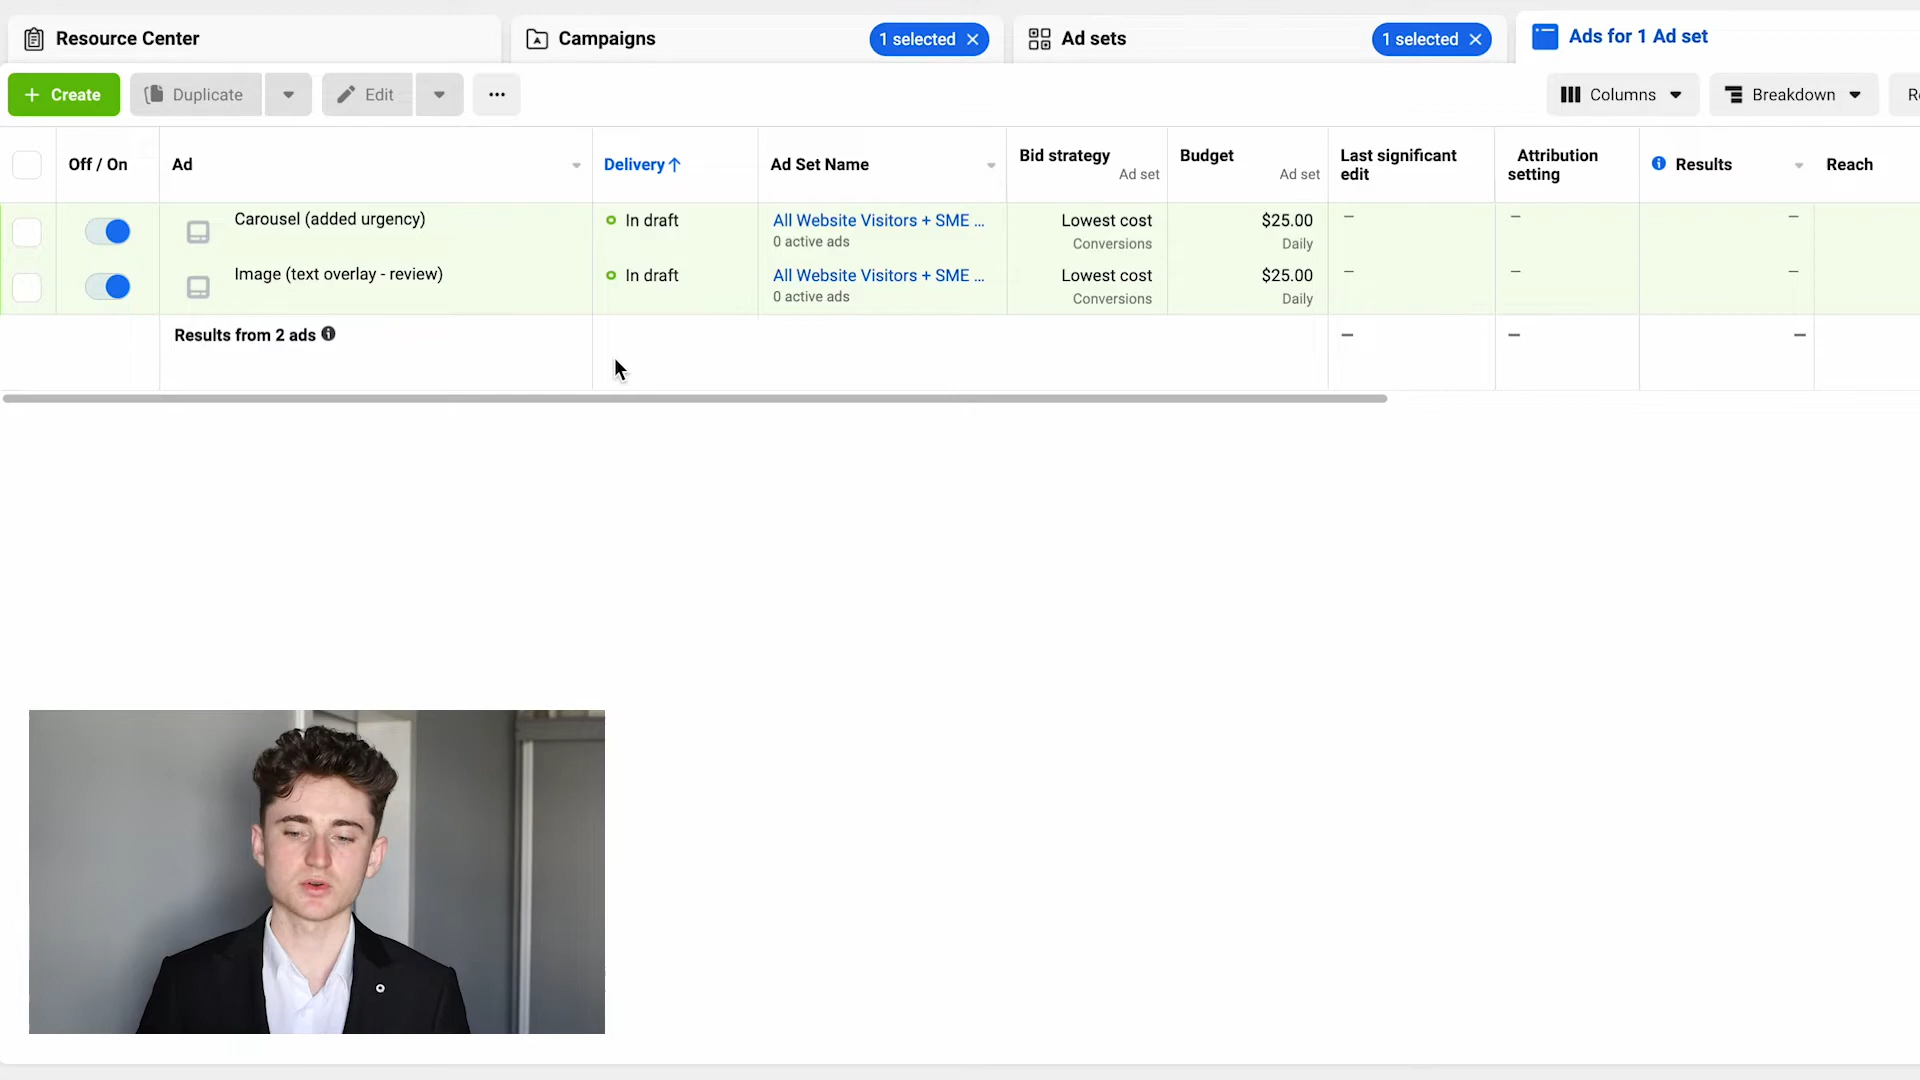 Resource Center
Campaigns
1 selected
Ad sets
1 selected
Ads for 1 Ad set
Create
Duplicate
Edit
Columns
Breakdown
Off / On
Ad
Delivery
Ad Set Name
Bid strategy
Ad set
Budget
Ad set
Last significant
edit
Attribution
setting
Results
Reach
Carousel (added urgency)
In draft
All Website Visitors + SME ...
0 active ads
Lowest cost
Conversions
$25.00
Daily
–
–
–
Image (text overlay - review)
In draft
All Website Visitors + SME ...
0 active ads
Lowest cost
Conversions
$25.00
Daily
–
–
–
Results from 2 ads
–
–
–